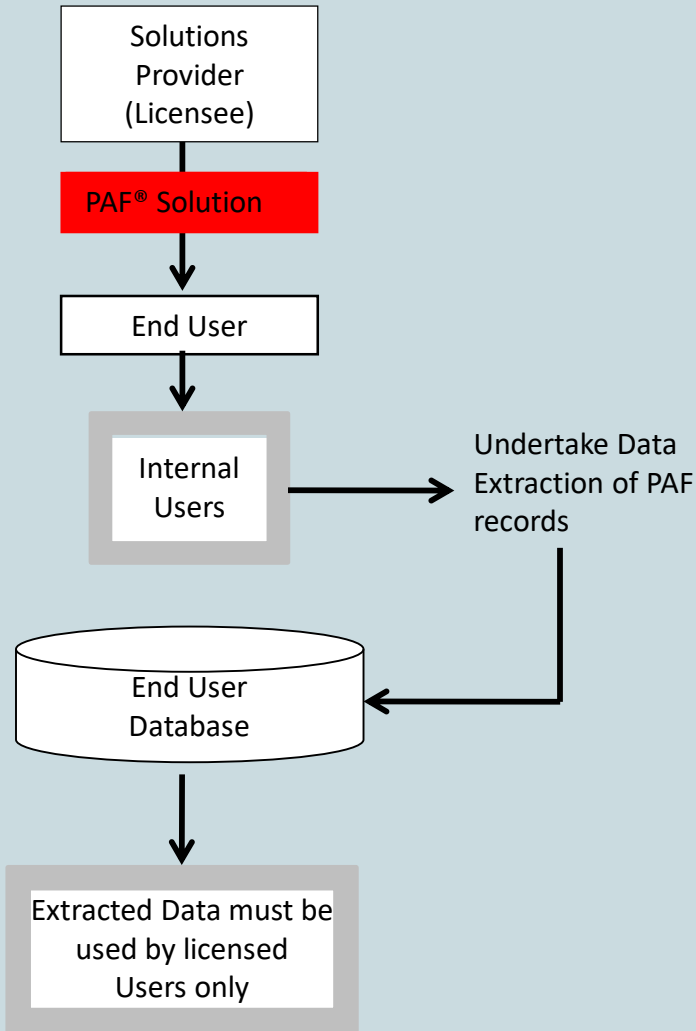 Solutions
Provider
(Licensee)
PAF® Solution
End User
Internal
Users
Undertake Data
Extraction of PAF
records
End User
Database
Extracted Data must be
used by licensed
Users only